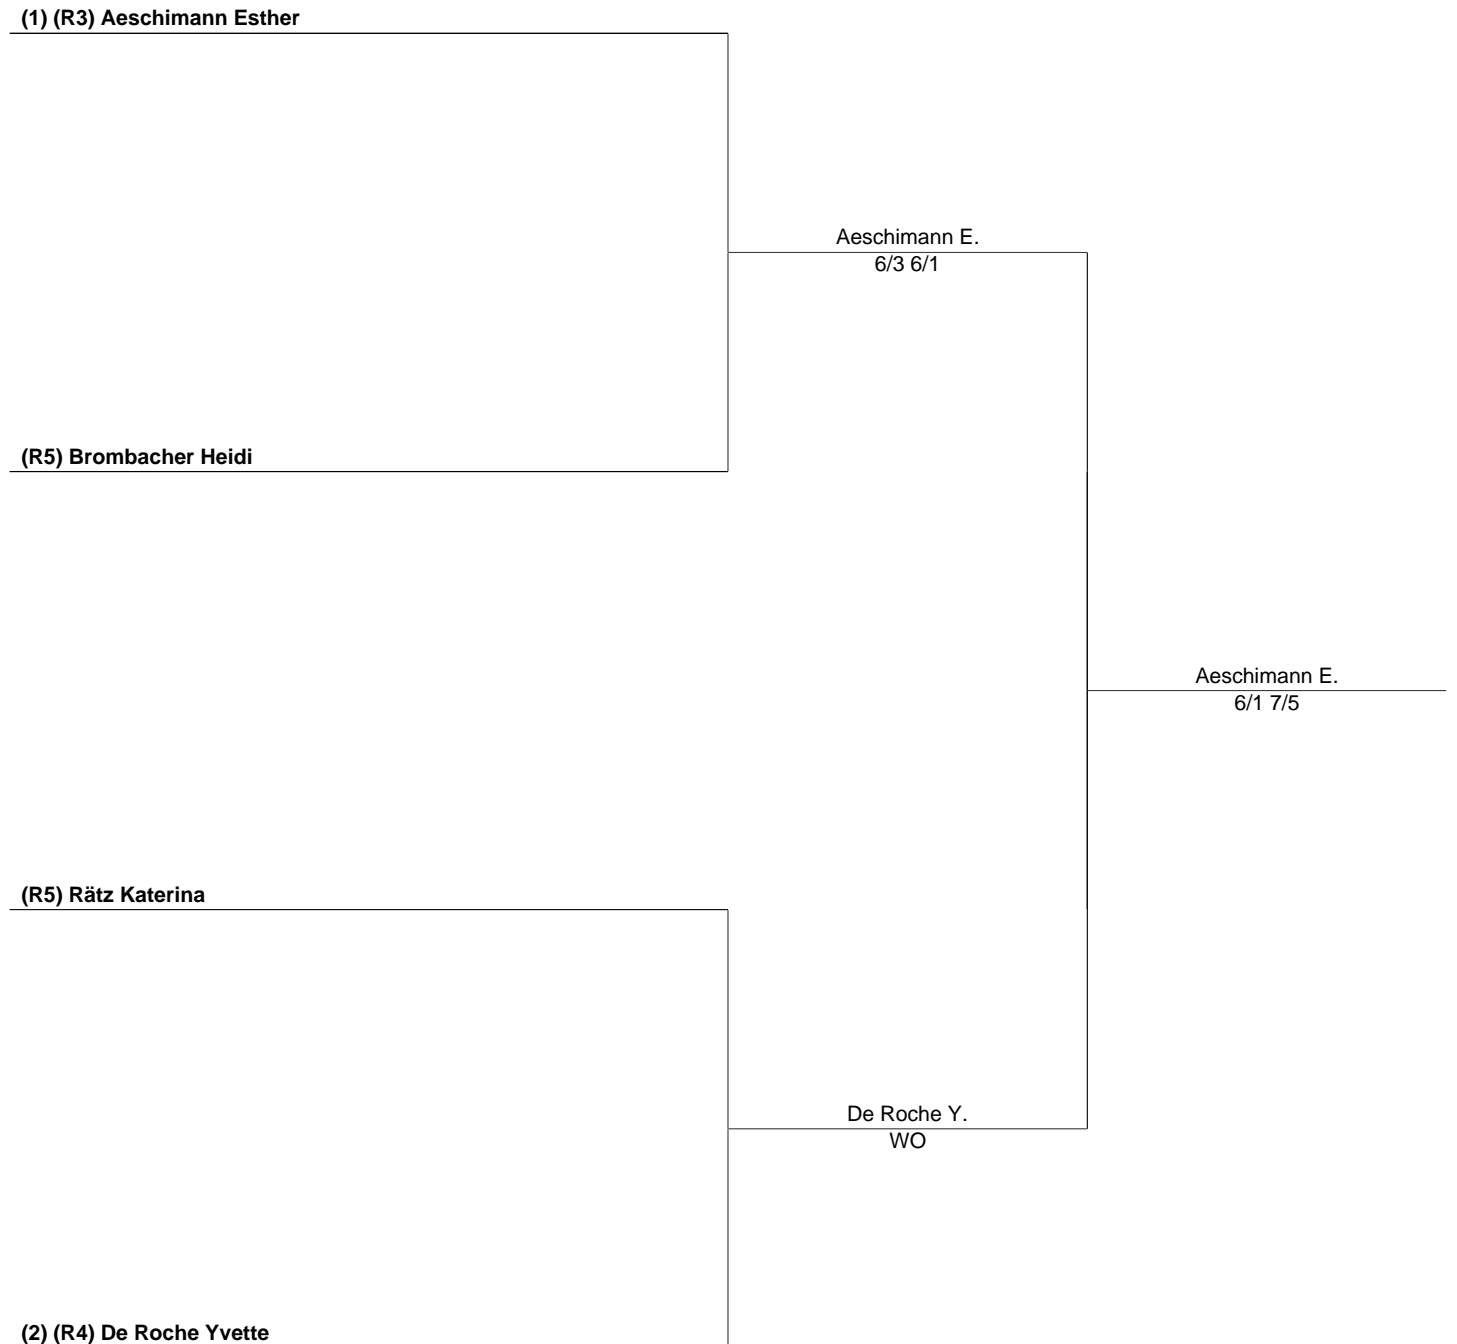 (1) (R3) Aeschimann Esther
Aeschimann E.
6/3 6/1
(R5) Brombacher Heidi
Aeschimann E.
6/1 7/5
(R5) Rätz Katerina
De Roche Y.
WO
(2) (R4) De Roche Yvette